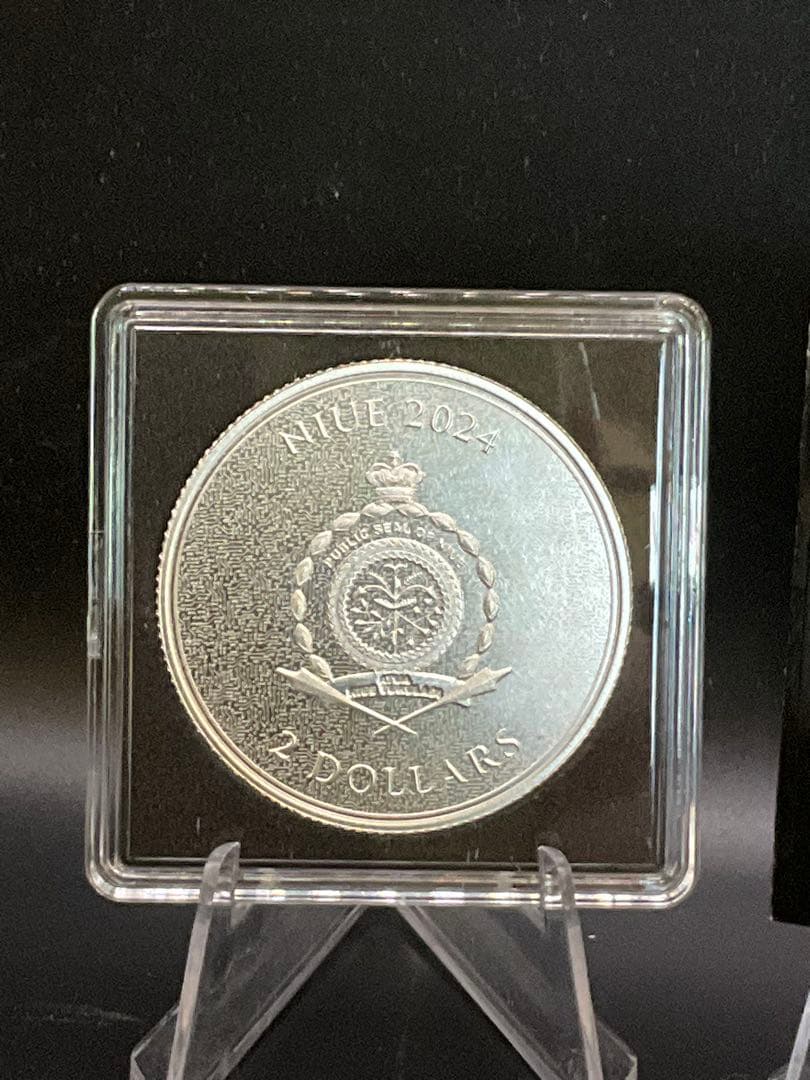 NIUE 2024
PUBLIC SEAL OF NIUE
2 DOLLARS